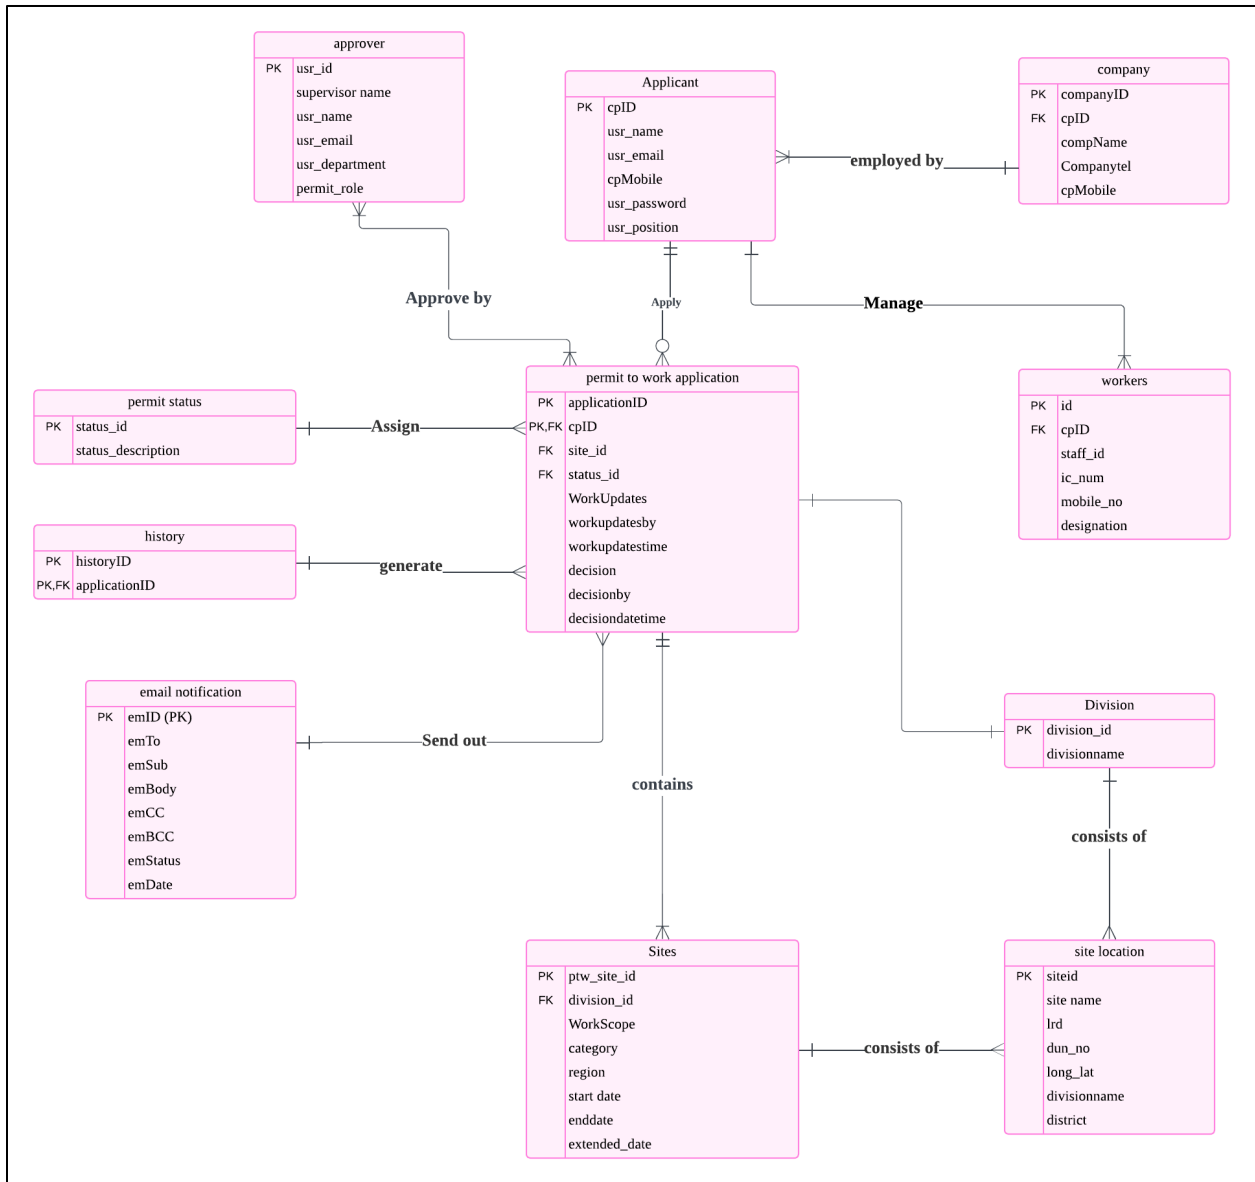 approver
PK usr_id
supervisor name
usr_name
usr_email
usr_department
permit_role
Applicant
PK cpID
usr_name
usr_email
cpMobile
usr_password
usr_position
company
PK companyID
FK cpID
compName
Companytel
cpMobile
employed by
Approve by
Apply
Manage
permit status
PK status_id
status_description
Assign
permit to work application
PK applicationID
PK,FK cpID
FK site_id
FK status_id
WorkUpdates
workupdatesby
workupdatestime
decision
decisionby
decisiondatetime
workers
PK id
FK cpID
staff_id
ic_num
mobile_no
designation
history
PK historyID
PK,FK applicationID
generate
email notification
PK emID (PK)
emTo
emSub
emBody
emCC
emBCC
emStatus
emDate
Send out
contains
Division
PK division_id
divisionname
consists of
Sites
PK ptw_site_id
FK division_id
WorkScope
category
region
start date
enddate
extended_date
consists of
site location
PK siteid
site name
lrd
dun_no
long_lat
divisionname
district